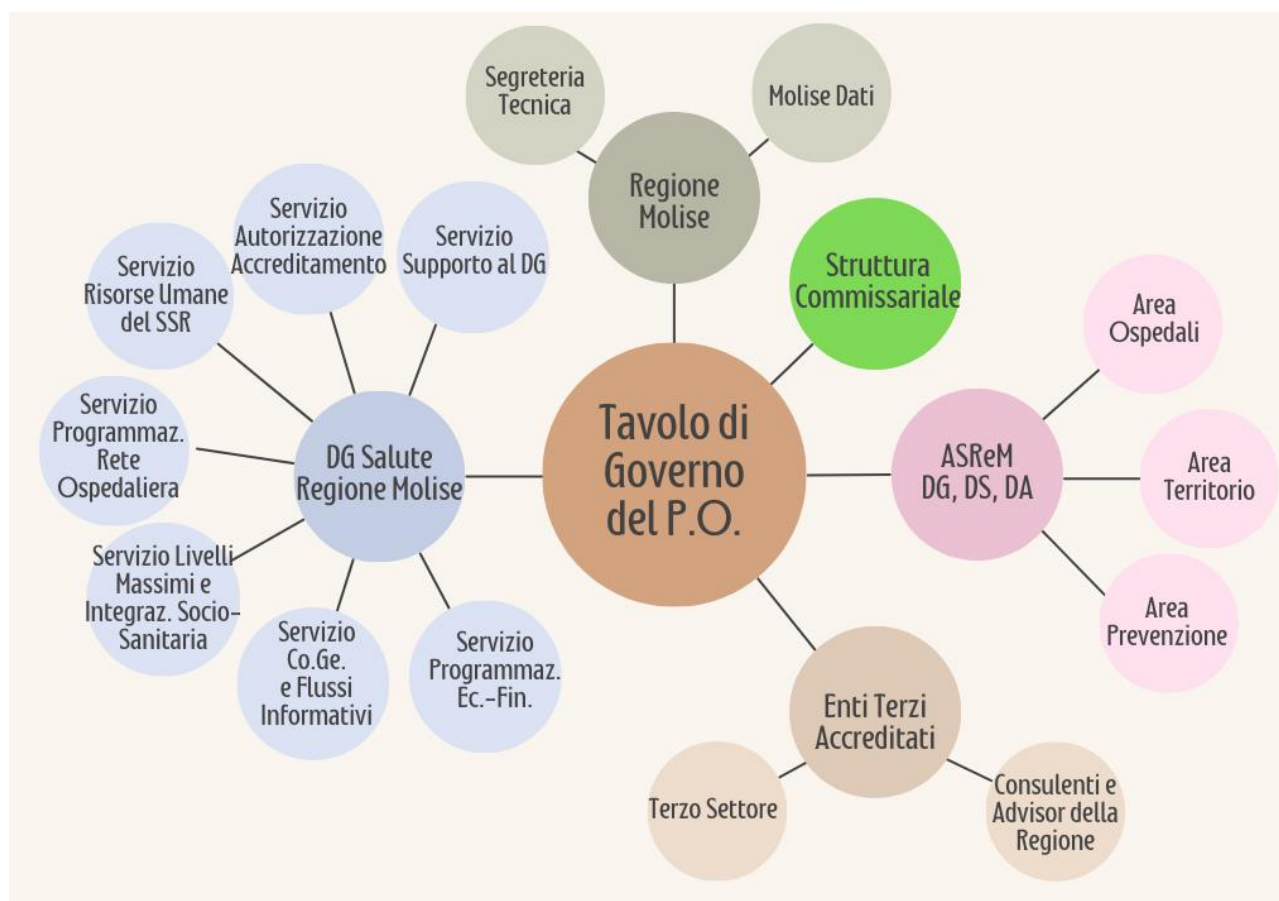 Segreteria
Tecnica
Molise Dati
Regione
Molise
Servizio
Autorizzazione
Accreditamento
Servizio
Supporto al DG
Servizio
Risorse Umane
del SSR
Struttura
Commissariale
Area
Ospedali
Servizio
Programmaz.
Rete
Ospedaliera
DG Salute
Regione Molise
Tavolo di
Governo
del P.O.
ASReM
DG, DS, DA
Area
Territorio
Servizio Livelli
Massimi e
Integraz. Socio-
Sanitaria
Servizio
Co.Ge.
e Flussi
Informativi
Servizio
Programmaz.
Ec.-Fin.
Area
Prevenzione
Enti Terzi
Accreditati
Terzo Settore
Consulenti e
Advisor della
Regione